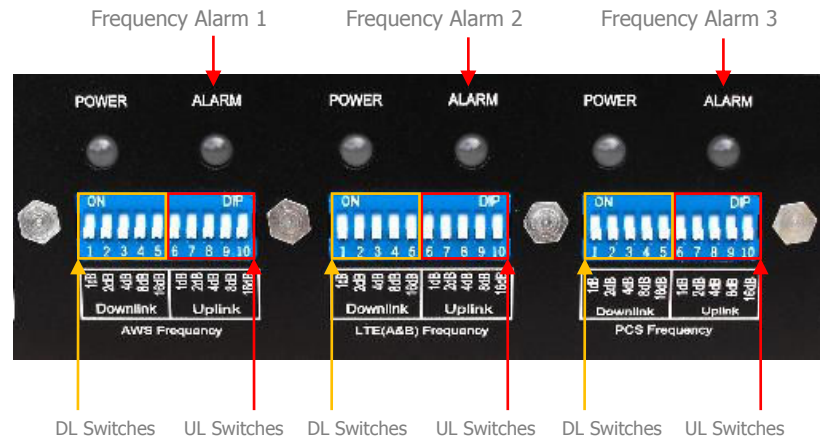 Frequency Alarm 1 Frequency Alarm 2 Frequency Alarm 3
POWER ALARM POWER ALARM POWER ALARM
ON DIP ON DIP ON DIP
1 2 3 4 5 6 7 8 9 10 1 2 3 4 5 6 7 8 9 10 1 2 3 4 5 6 7 8 9 10
1dB 2dB 4dB 8dB 16dB 1dB 2dB 4dB 8dB 16dB 1dB 2dB 4dB 8dB 16dB 1dB 2dB 4dB 8dB 16dB 1dB 2dB 4dB 8dB 16dB 1dB 2dB 4dB 8dB 16dB
Downlink Uplink Downlink Uplink Downlink Uplink
AWS Frequency LTE(A&B) Frequency PCS Frequency
DL Switches UL Switches DL Switches UL Switches DL Switches UL Switches